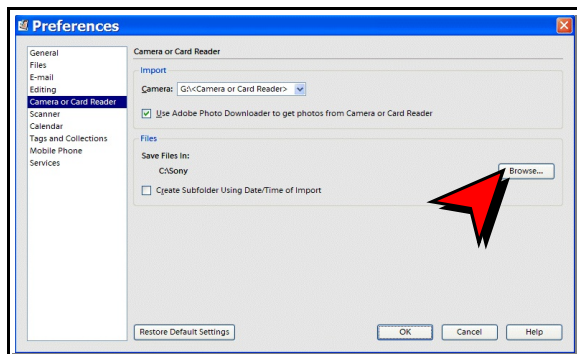 Preferences
General
Files
E-mail
Editing
Camera or Card Reader
Scanner
Calendar
Tags and Collections
Mobile Phone
Services
Camera or Card Reader
Import
Camera: G:\<Camera or Card Reader>
Use Adobe Photo Downloader to get photos from Camera or Card Reader
Files
Save Files In:
C:\Sony
Browse...
Create Subfolder Using Date/Time of Import
Restore Default Settings
OK
Cancel
Help